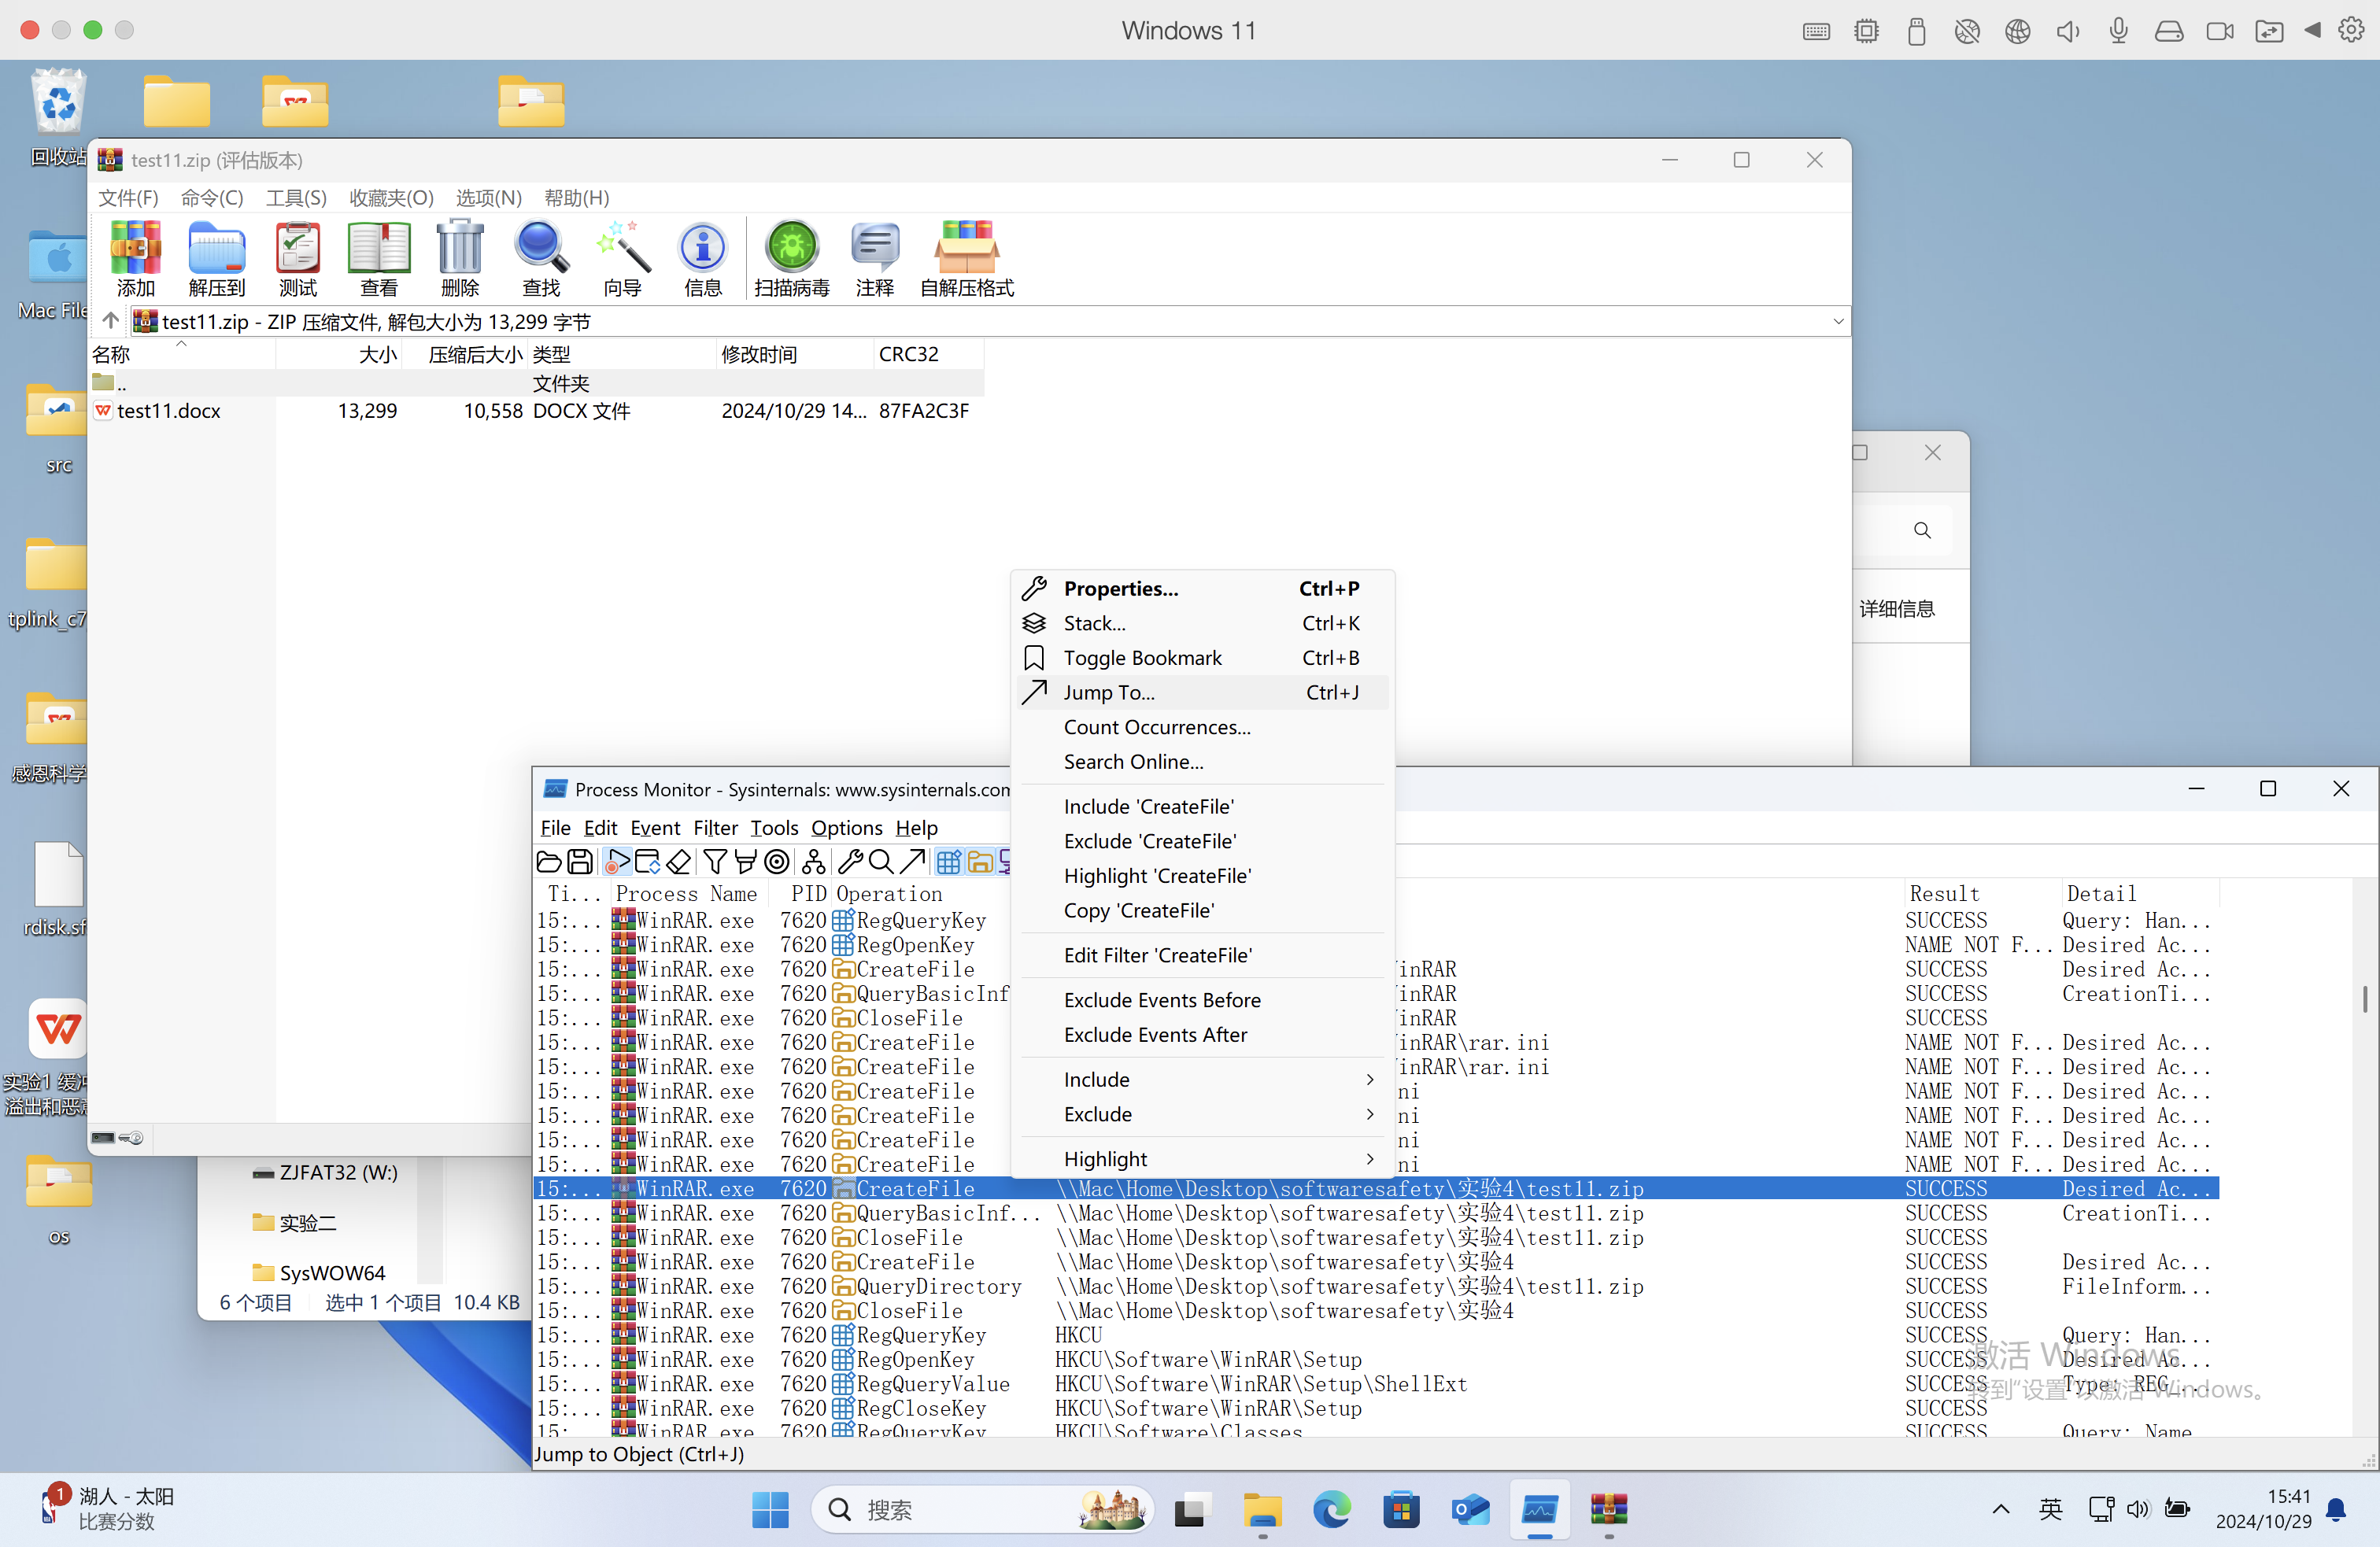 Windows 11
回收站
test11.zip (评估版本)
文件(F) 命令(C) 工具(S) 收藏夹(O) 选项(N) 帮助(H)
添加 解压到 测试 查看 删除 查找 向导 信息 扫描病毒 注释 自解压格式
test11.zip - ZIP 压缩文件, 解包大小为 13,299 字节
名称 大小 压缩后大小 类型 修改时间 CRC32
.. 文件夹
test11.docx 13,299 10,558 DOCX 文件 2024/10/29 14... 87FA2C3F
Mac File
src
tplink_c7
感恩科学
rdisk.sf
实验1 缓冲
溢出和恶意
os
详细信息
Properties... Ctrl+P
Stack... Ctrl+K
Toggle Bookmark Ctrl+B
Jump To... Ctrl+J
Count Occurrences...
Search Online...
Include 'CreateFile'
Exclude 'CreateFile'
Highlight 'CreateFile'
Copy 'CreateFile'
Edit Filter 'CreateFile'
Exclude Events Before
Exclude Events After
Include
Exclude
Highlight
Process Monitor - Sysinternals: www.sysinternals.com
File Edit Event Filter Tools Options Help
Ti... Process Name PID Operation Result Detail
15:... WinRAR.exe 7620 RegQueryKey SUCCESS Query: Han...
15:... WinRAR.exe 7620 RegOpenKey NAME NOT F... Desired Ac...
15:... WinRAR.exe 7620 CreateFile inRAR SUCCESS Desired Ac...
15:... WinRAR.exe 7620 QueryBasicInf inRAR SUCCESS CreationTi...
15:... WinRAR.exe 7620 CloseFile inRAR SUCCESS
15:... WinRAR.exe 7620 CreateFile inRAR\rar.ini NAME NOT F... Desired Ac...
15:... WinRAR.exe 7620 CreateFile inRAR\rar.ini NAME NOT F... Desired Ac...
15:... WinRAR.exe 7620 CreateFile ni NAME NOT F... Desired Ac...
15:... WinRAR.exe 7620 CreateFile ni NAME NOT F... Desired Ac...
15:... WinRAR.exe 7620 CreateFile ni NAME NOT F... Desired Ac...
15:... WinRAR.exe 7620 CreateFile ni NAME NOT F... Desired Ac...
15:... WinRAR.exe 7620 CreateFile \\Mac\Home\Desktop\softwaresafety\实验4\test11.zip SUCCESS Desired Ac...
15:... WinRAR.exe 7620 QueryBasicInf... \\Mac\Home\Desktop\softwaresafety\实验4\test11.zip SUCCESS CreationTi...
15:... WinRAR.exe 7620 CloseFile \\Mac\Home\Desktop\softwaresafety\实验4\test11.zip SUCCESS
15:... WinRAR.exe 7620 CreateFile \\Mac\Home\Desktop\softwaresafety\实验4 SUCCESS Desired Ac...
15:... WinRAR.exe 7620 QueryDirectory \\Mac\Home\Desktop\softwaresafety\实验4\test11.zip SUCCESS FileInform...
15:... WinRAR.exe 7620 CloseFile \\Mac\Home\Desktop\softwaresafety\实验4 SUCCESS
15:... WinRAR.exe 7620 RegQueryKey HKCU SUCCESS Query: Han...
15:... WinRAR.exe 7620 RegOpenKey HKCU\Software\WinRAR\Setup SUCCESS Desired Ac...
15:... WinRAR.exe 7620 RegQueryValue HKCU\Software\WinRAR\Setup\ShellExt SUCCESS Type: REG_...
15:... WinRAR.exe 7620 RegCloseKey HKCU\Software\WinRAR\Setup SUCCESS
15:... WinRAR.exe 7620 RegQueryKey HKCU\Software\Classes SUCCESS Query: Name
Jump to Object (Ctrl+J)
激活 Windows
转到"设置"以激活 Windows。
ZJFAT32 (W:)
实验二
SysWOW64
6 个项目 选中 1 个项目 10.4 KB
1
湖人 - 太阳
比赛分数
搜索
英
15:41
2024/10/29